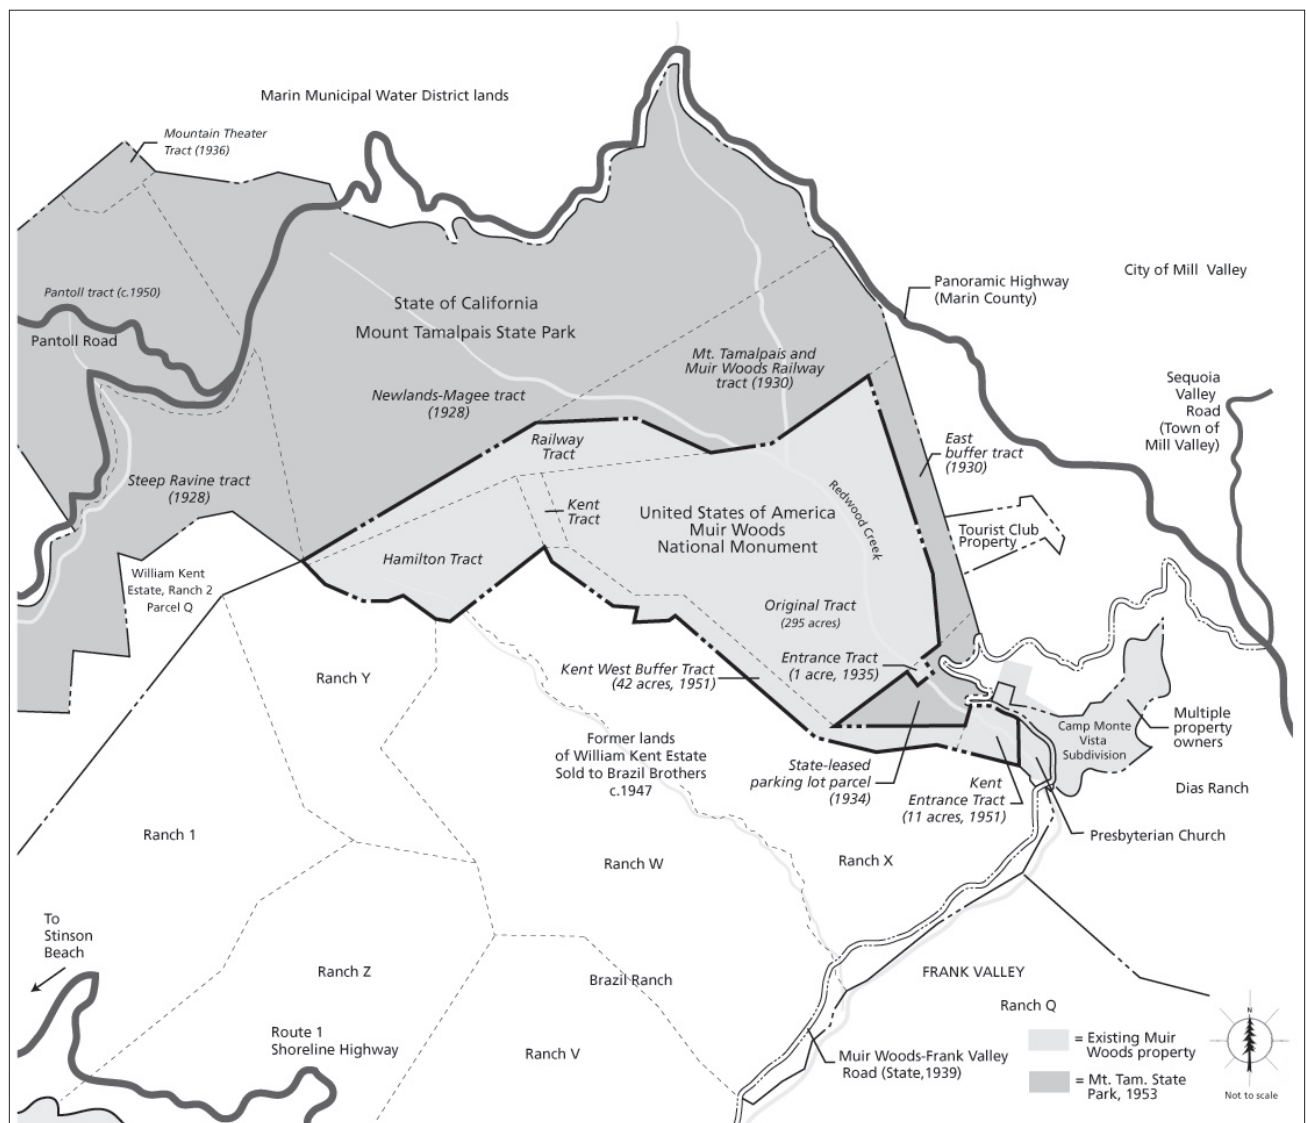 Marin Municipal Water District lands
Mountain Theater
Tract (1936)
City of Mill Valley
Panoramic Highway
(Marin County)
Pantoll tract (c.1950)
Pantoll Road
State of California
Mount Tamalpais State Park
Mt. Tamalpais and
Muir Woods Railway
tract (1930)
Newlands-Magee tract
(1928)
Sequoia
Valley
Road
(Town of
Mill Valley)
Railway
Tract
East
buffer tract
(1930)
Steep Ravine tract
(1928)
Kent
Tract
United States of America
Muir Woods
National Monument
Redwood Creek
Tourist Club
Property
Hamilton Tract
William Kent
Estate, Ranch 2
Parcel Q
Original Tract
(295 acres)
Entrance Tract
(1 acre, 1935)
Kent West Buffer Tract
(42 acres, 1951)
Ranch Y
Former lands
of William Kent Estate
Sold to Brazil Brothers
c.1947
State-leased
parking lot parcel
(1934)
Kent
Entrance Tract
(11 acres, 1951)
Camp Monte
Vista
Subdivision
Multiple
property
owners
Dias Ranch
Presbyterian Church
Ranch 1
Ranch W
Ranch X
To
Stinson
Beach
Ranch Z
Brazil Ranch
FRANK VALLEY
Ranch Q
Route 1
Shoreline Highway
Ranch V
Muir Woods-Frank Valley
Road (State,1939)
= Existing Muir
Woods property
= Mt. Tam. State
Park, 1953
N
Not to scale